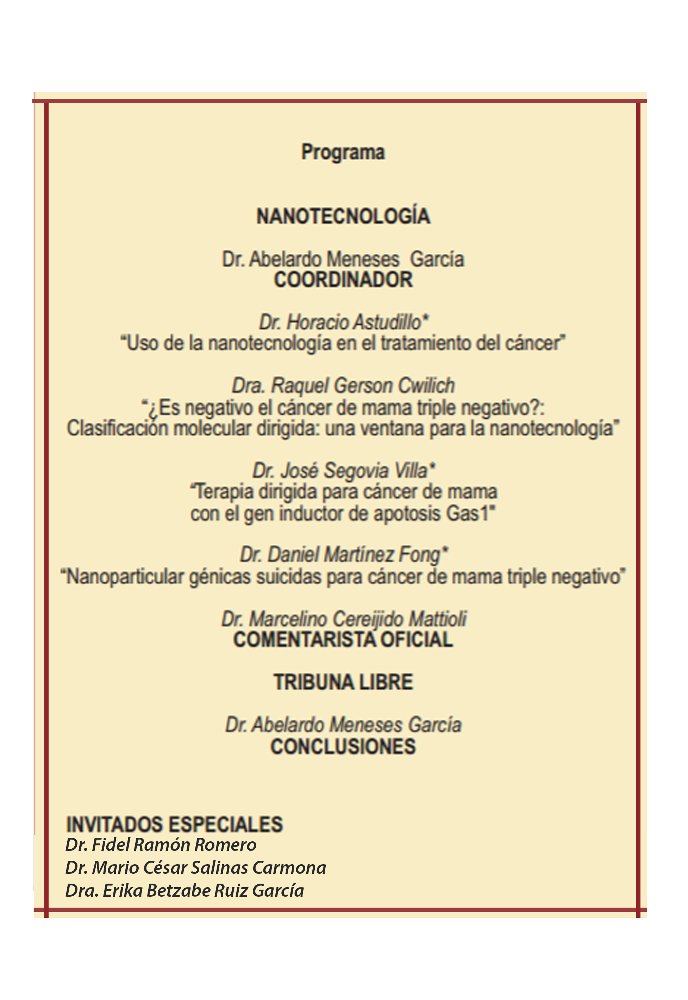 Programa
NANOTECNOLOGÍA
Dr. Abelardo Meneses García
COORDINADOR
Dr. Horacio Astudillo*
“Uso de la nanotecnología en el tratamiento del cáncer”
Dra. Raquel Gerson Cwilich
“¿Es negativo el cáncer de mama triple negativo?:
Clasificación molecular dirigida: una ventana para la nanotecnología”
Dr. José Segovia Villa*
“Terapia dirigida para cáncer de mama
con el gen inductor de apotosis Gas1”
Dr. Daniel Martínez Fong*
“Nanoparticular génicas suicidas para cáncer de mama triple negativo”
Dr. Marcelino Cereijido Mattioli
COMENTARISTA OFICIAL
TRIBUNA LIBRE
Dr. Abelardo Meneses García
CONCLUSIONES
INVITADOS ESPECIALES
Dr. Fidel Ramón Romero
Dr. Mario César Salinas Carmona
Dra. Erika Betzabe Ruiz García